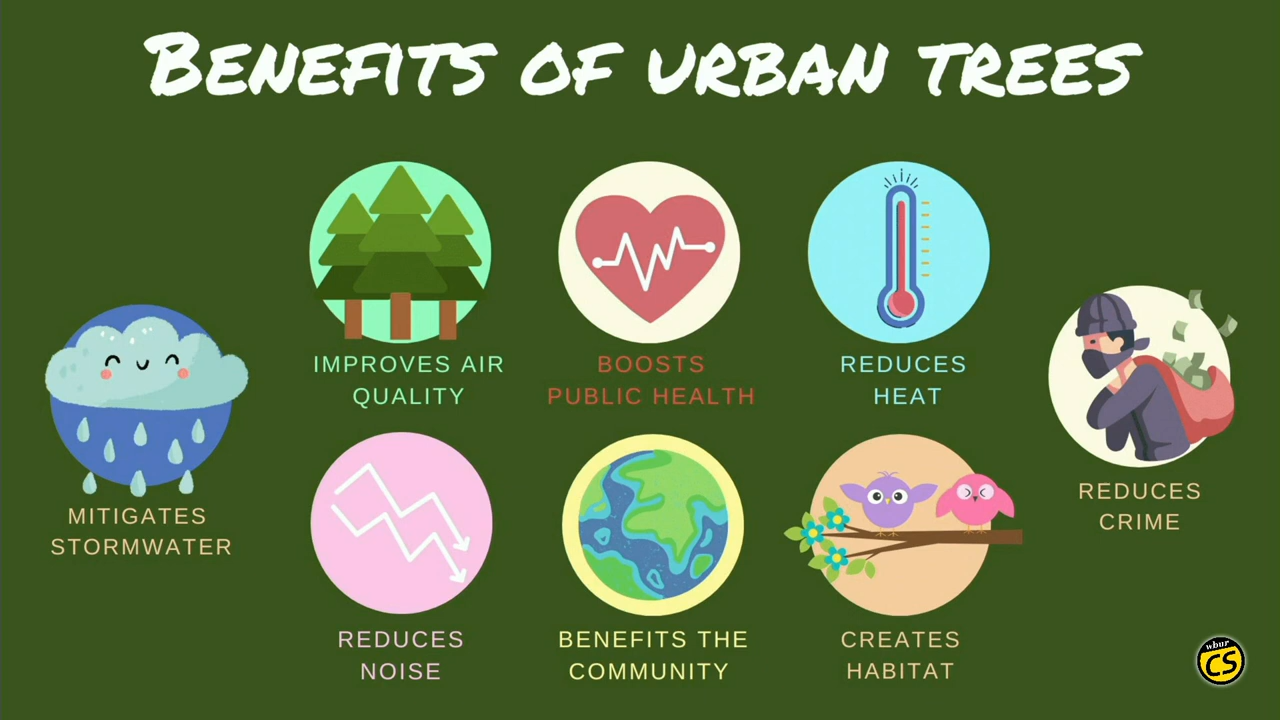 BENEFITS OF URBAN TREES
IMPROVES AIR
QUALITY
BOOSTS
PUBLIC HEALTH
REDUCES
HEAT
MITIGATES
STORMWATER
REDUCES
CRIME
REDUCES
NOISE
BENEFITS THE
COMMUNITY
CREATES
HABITAT
wbur
CS